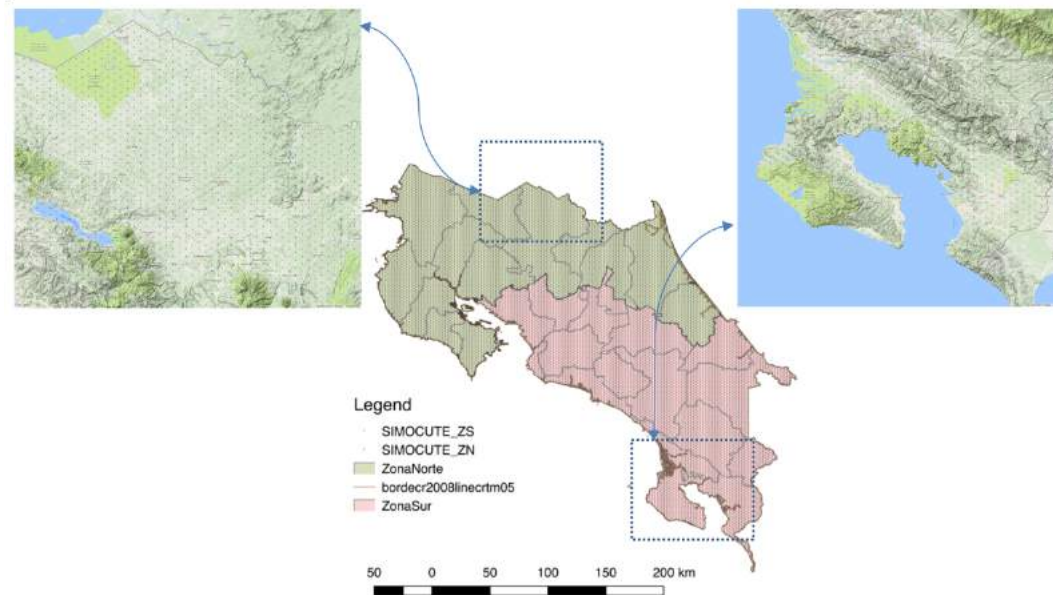 Legend
SIMOCUTE_ZS
SIMOCUTE_ZN
ZonaNorte
bordecr2008linecrtm05
ZonaSur
50 0 50 100 150 200 km